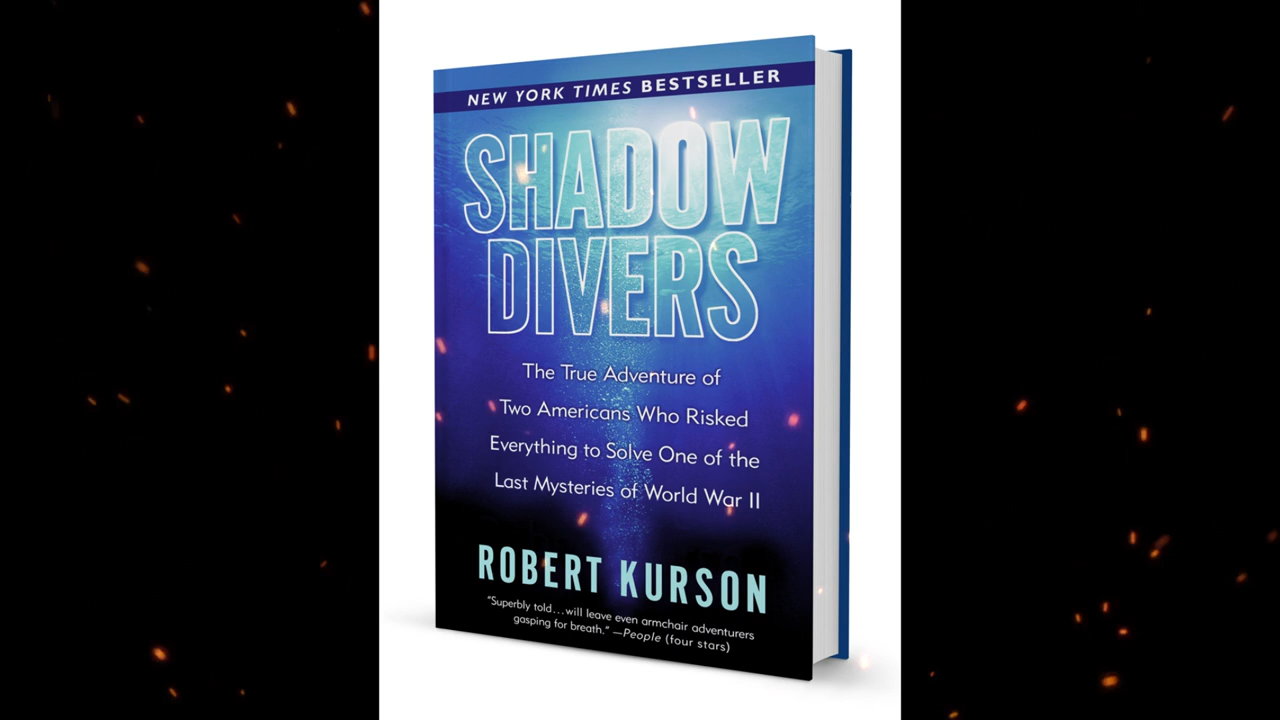 NEW YORK TIMES BESTSELLER
SHADOW
DIVERS
The True Adventure of
Two Americans Who Risked
Everything to Solve One of the
Last Mysteries of World War II
ROBERT KURSON
“Superbly told...will leave even armchair adventurers
gasping for breath.” —People (four stars)